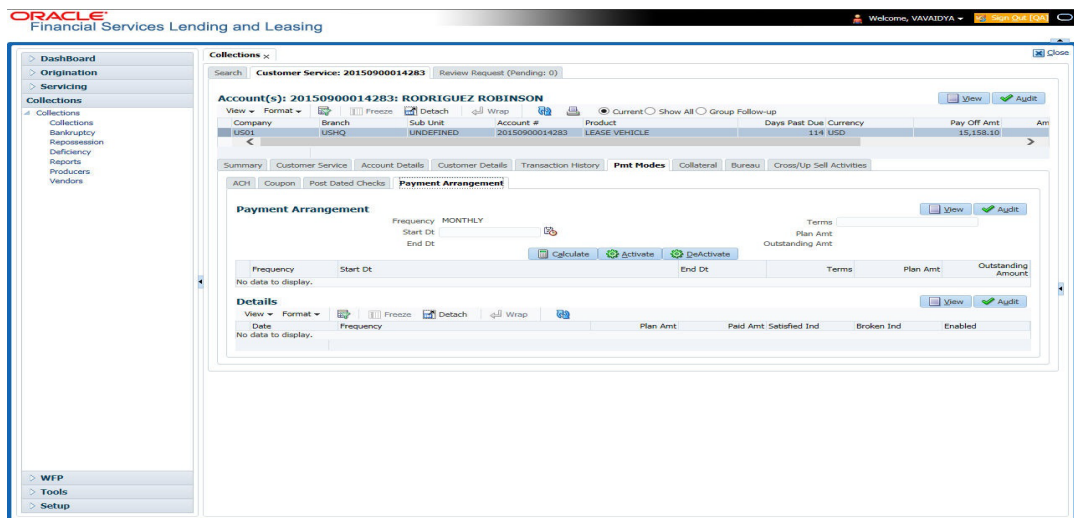 ORACLE®
Financial Services Lending and Leasing
Welcome, VAVAIDYA Sign Out [QA]
Close
DashBoard
Origination
Servicing
Collections
Collections
Collections
Bankruptcy
Repossession
Deficiency
Reports
Producers
Vendors
WFP
Tools
Setup
Collections x
Search Customer Service: 20150900014283 Review Request (Pending: 0)
Account(s): 20150900014283: RODRIGUEZ ROBINSON
View Audit
View Format Freeze Detach Wrap Current Show All Group Follow-up
Company Branch Sub Unit Account # Product Days Past Due Currency Pay Off Amt Am
US01 USHQ UNDEFINED 20150900014283 LEASE VEHICLE 114 USD 15,158.10
Summary Customer Service Account Details Customer Details Transaction History Pmt Modes Collateral Bureau Cross/Up Sell Activities
ACH Coupon Post Dated Checks Payment Arrangement
Payment Arrangement
View Audit
Frequency MONTHLY Terms
Start Dt Plan Amt
End Dt Outstanding Amt
Calculate Activate DeActivate
Frequency Start Dt End Dt Terms Plan Amt Outstanding Amount
No data to display.
Details
View Audit
View Format Freeze Detach Wrap
Date Frequency Plan Amt Paid Amt Satisfied Ind Broken Ind Enabled
No data to display.